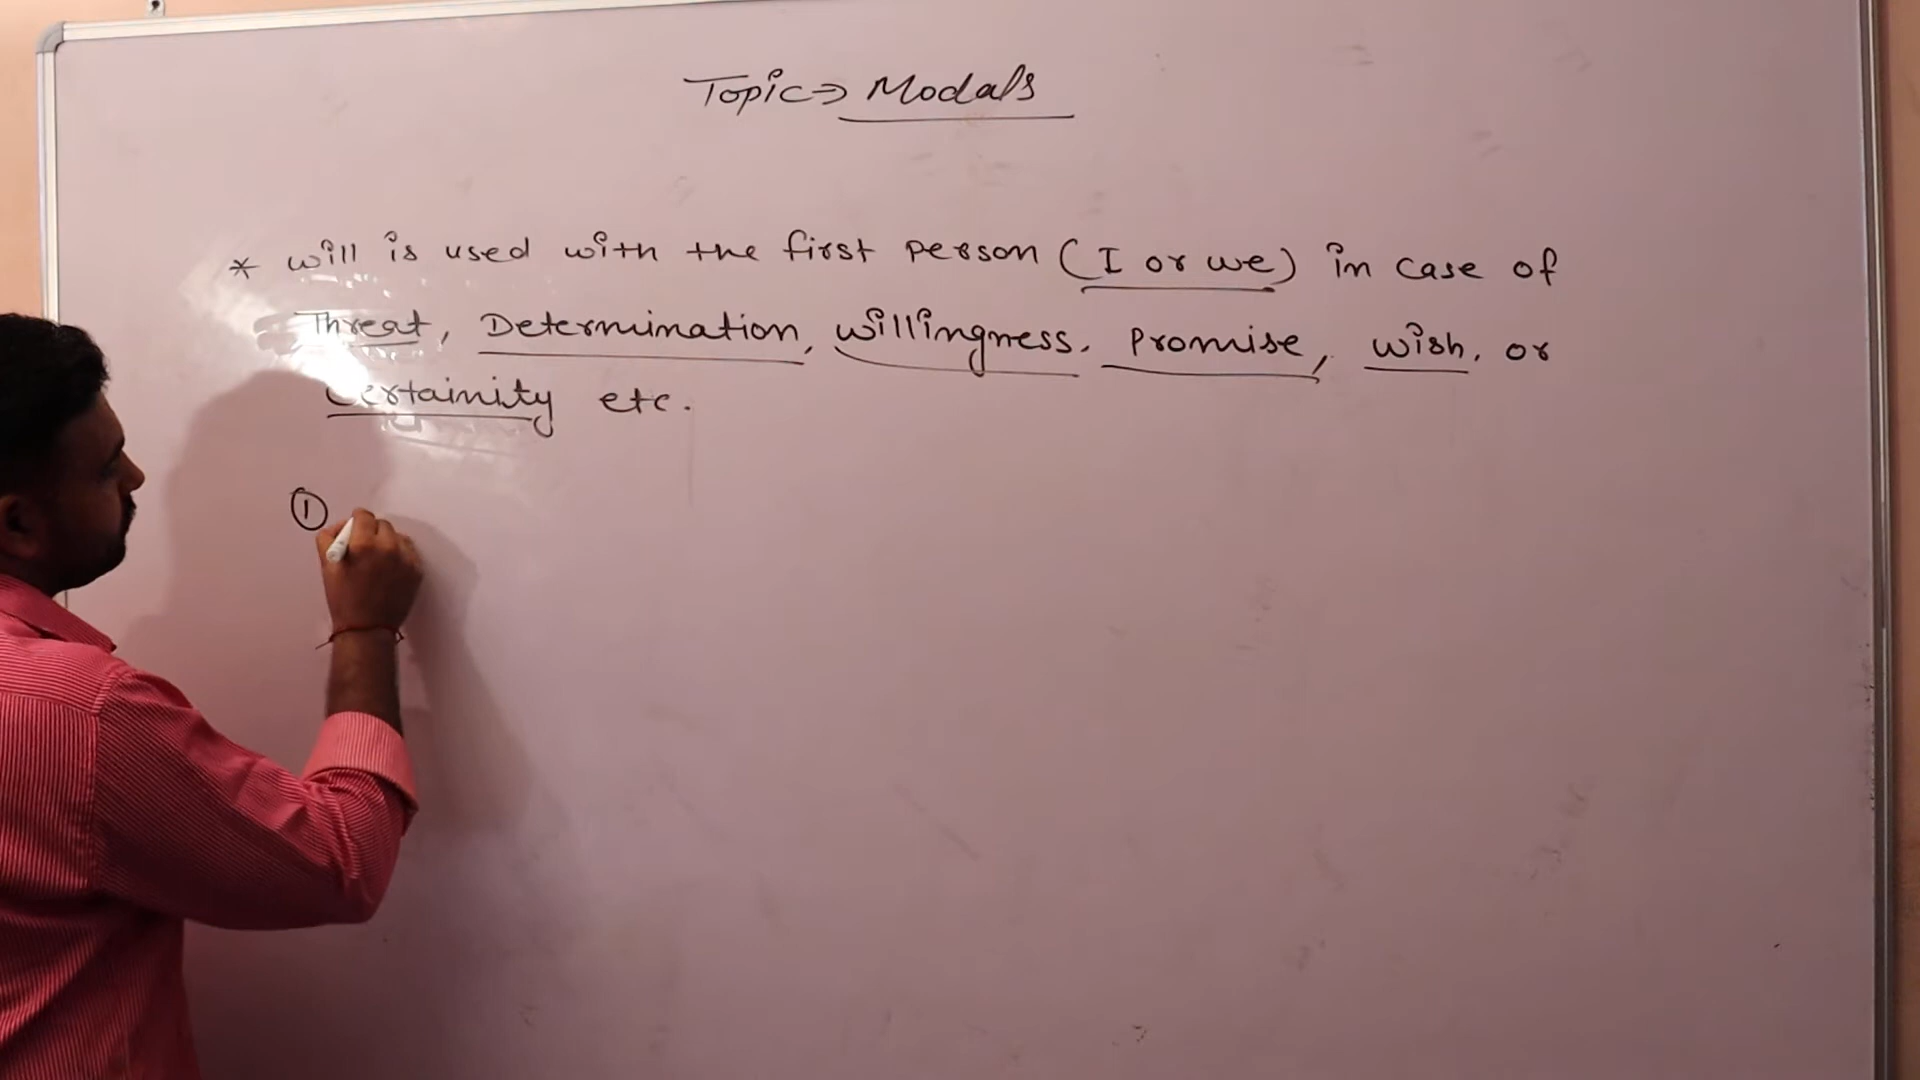 Topic ⇒ Modals
* will is used with the first person (I or we) in case of
Threat, Determination, willingness, Promise, wish, or
Certainity etc.
①